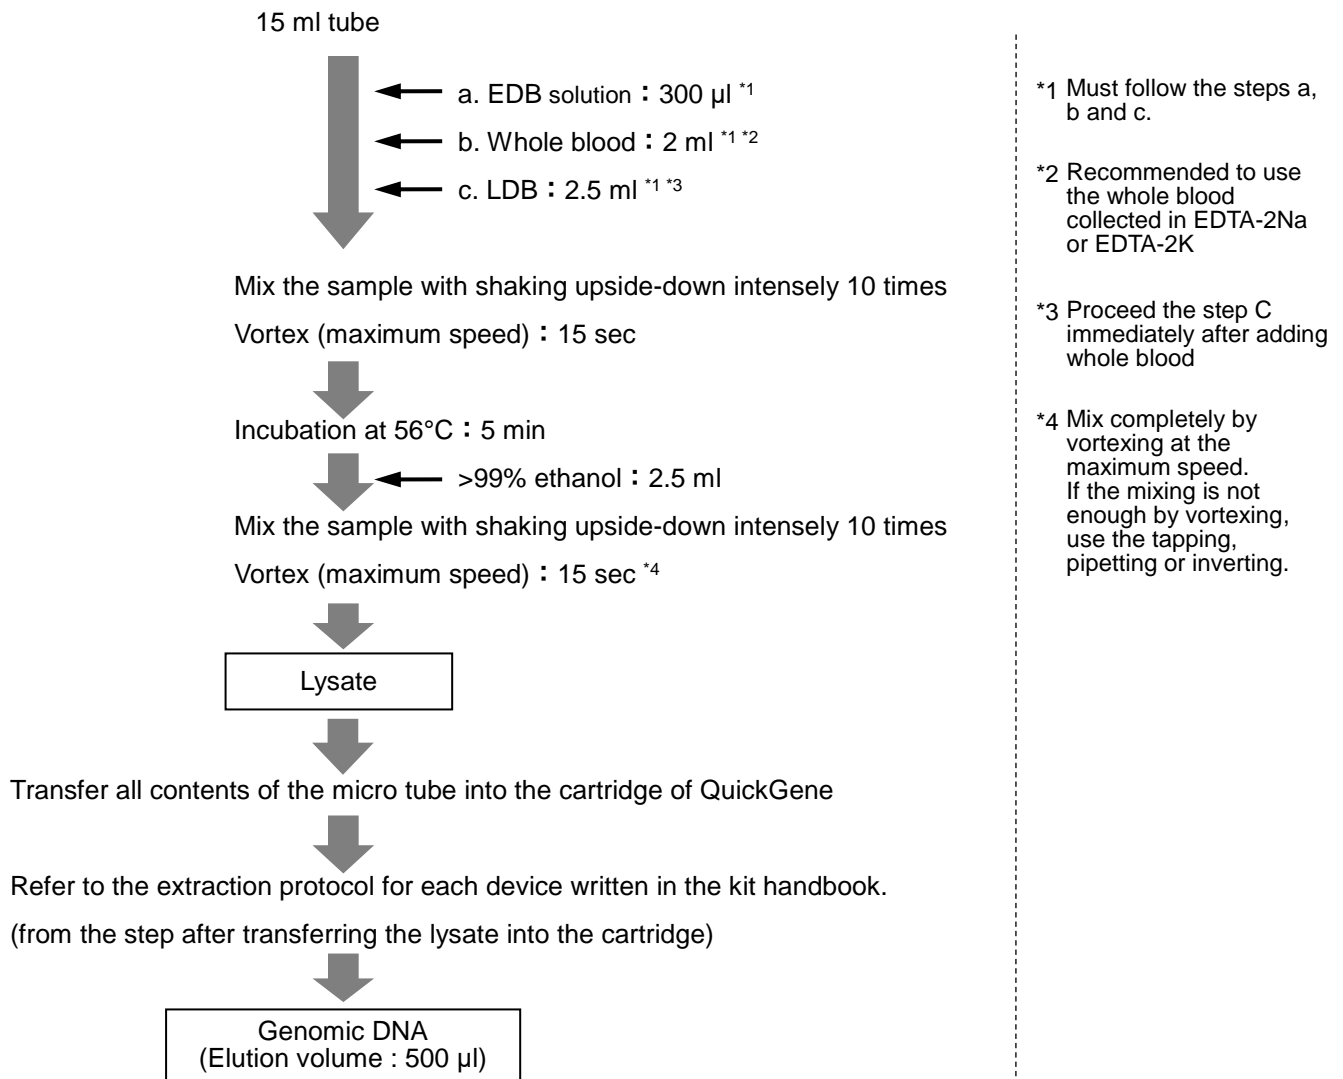 15 ml tube
a. EDB solution：300 µl *1
b. Whole blood：2 ml *1 *2
c. LDB：2.5 ml *1 *3
Mix the sample with shaking upside-down intensely 10 times
Vortex (maximum speed)：15 sec
Incubation at 56°C：5 min
>99% ethanol：2.5 ml
Mix the sample with shaking upside-down intensely 10 times
Vortex (maximum speed)：15 sec *4
Lysate
Transfer all contents of the micro tube into the cartridge of QuickGene
Refer to the extraction protocol for each device written in the kit handbook.
(from the step after transferring the lysate into the cartridge)
Genomic DNA
(Elution volume : 500 µl)
*1 Must follow the steps a,
b and c.
*2 Recommended to use
the whole blood
collected in EDTA-2Na
or EDTA-2K
*3 Proceed the step C
immediately after adding
whole blood
*4 Mix completely by
vortexing at the
maximum speed.
If the mixing is not
enough by vortexing,
use the tapping,
pipetting or inverting.